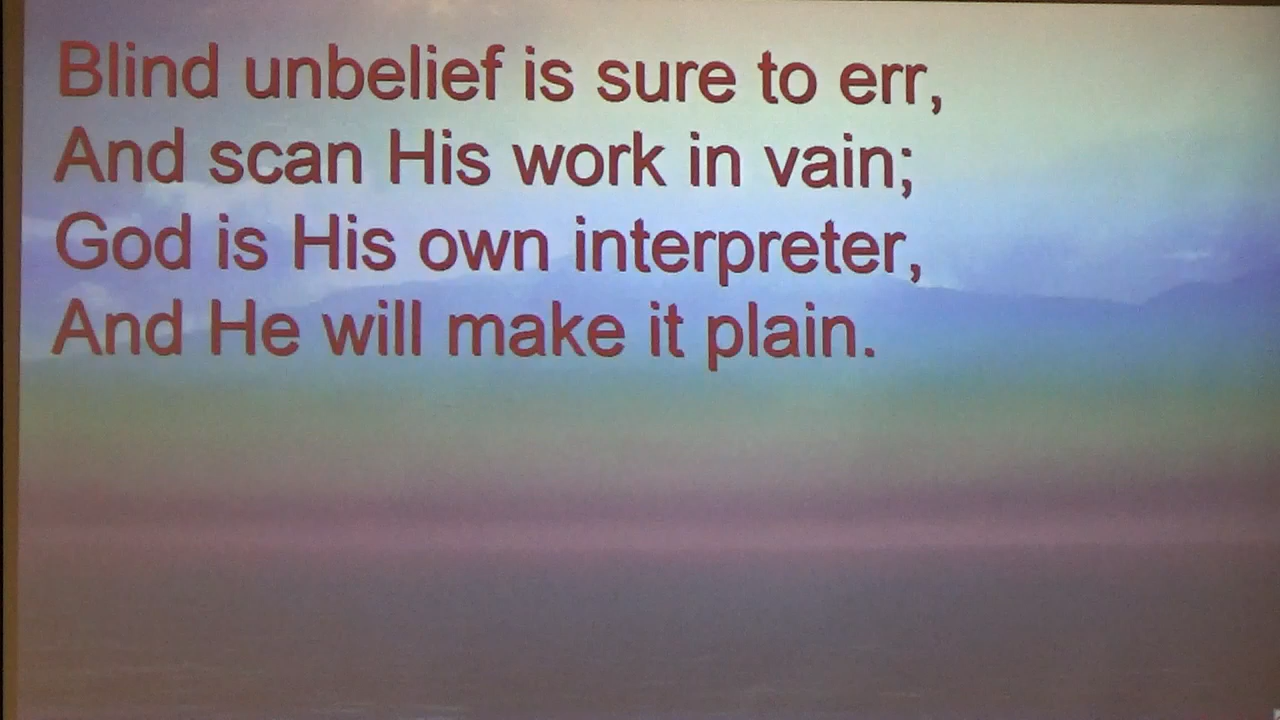 Blind unbelief is sure to err,
And scan His work in vain;
God is His own interpreter,
And He will make it plain.